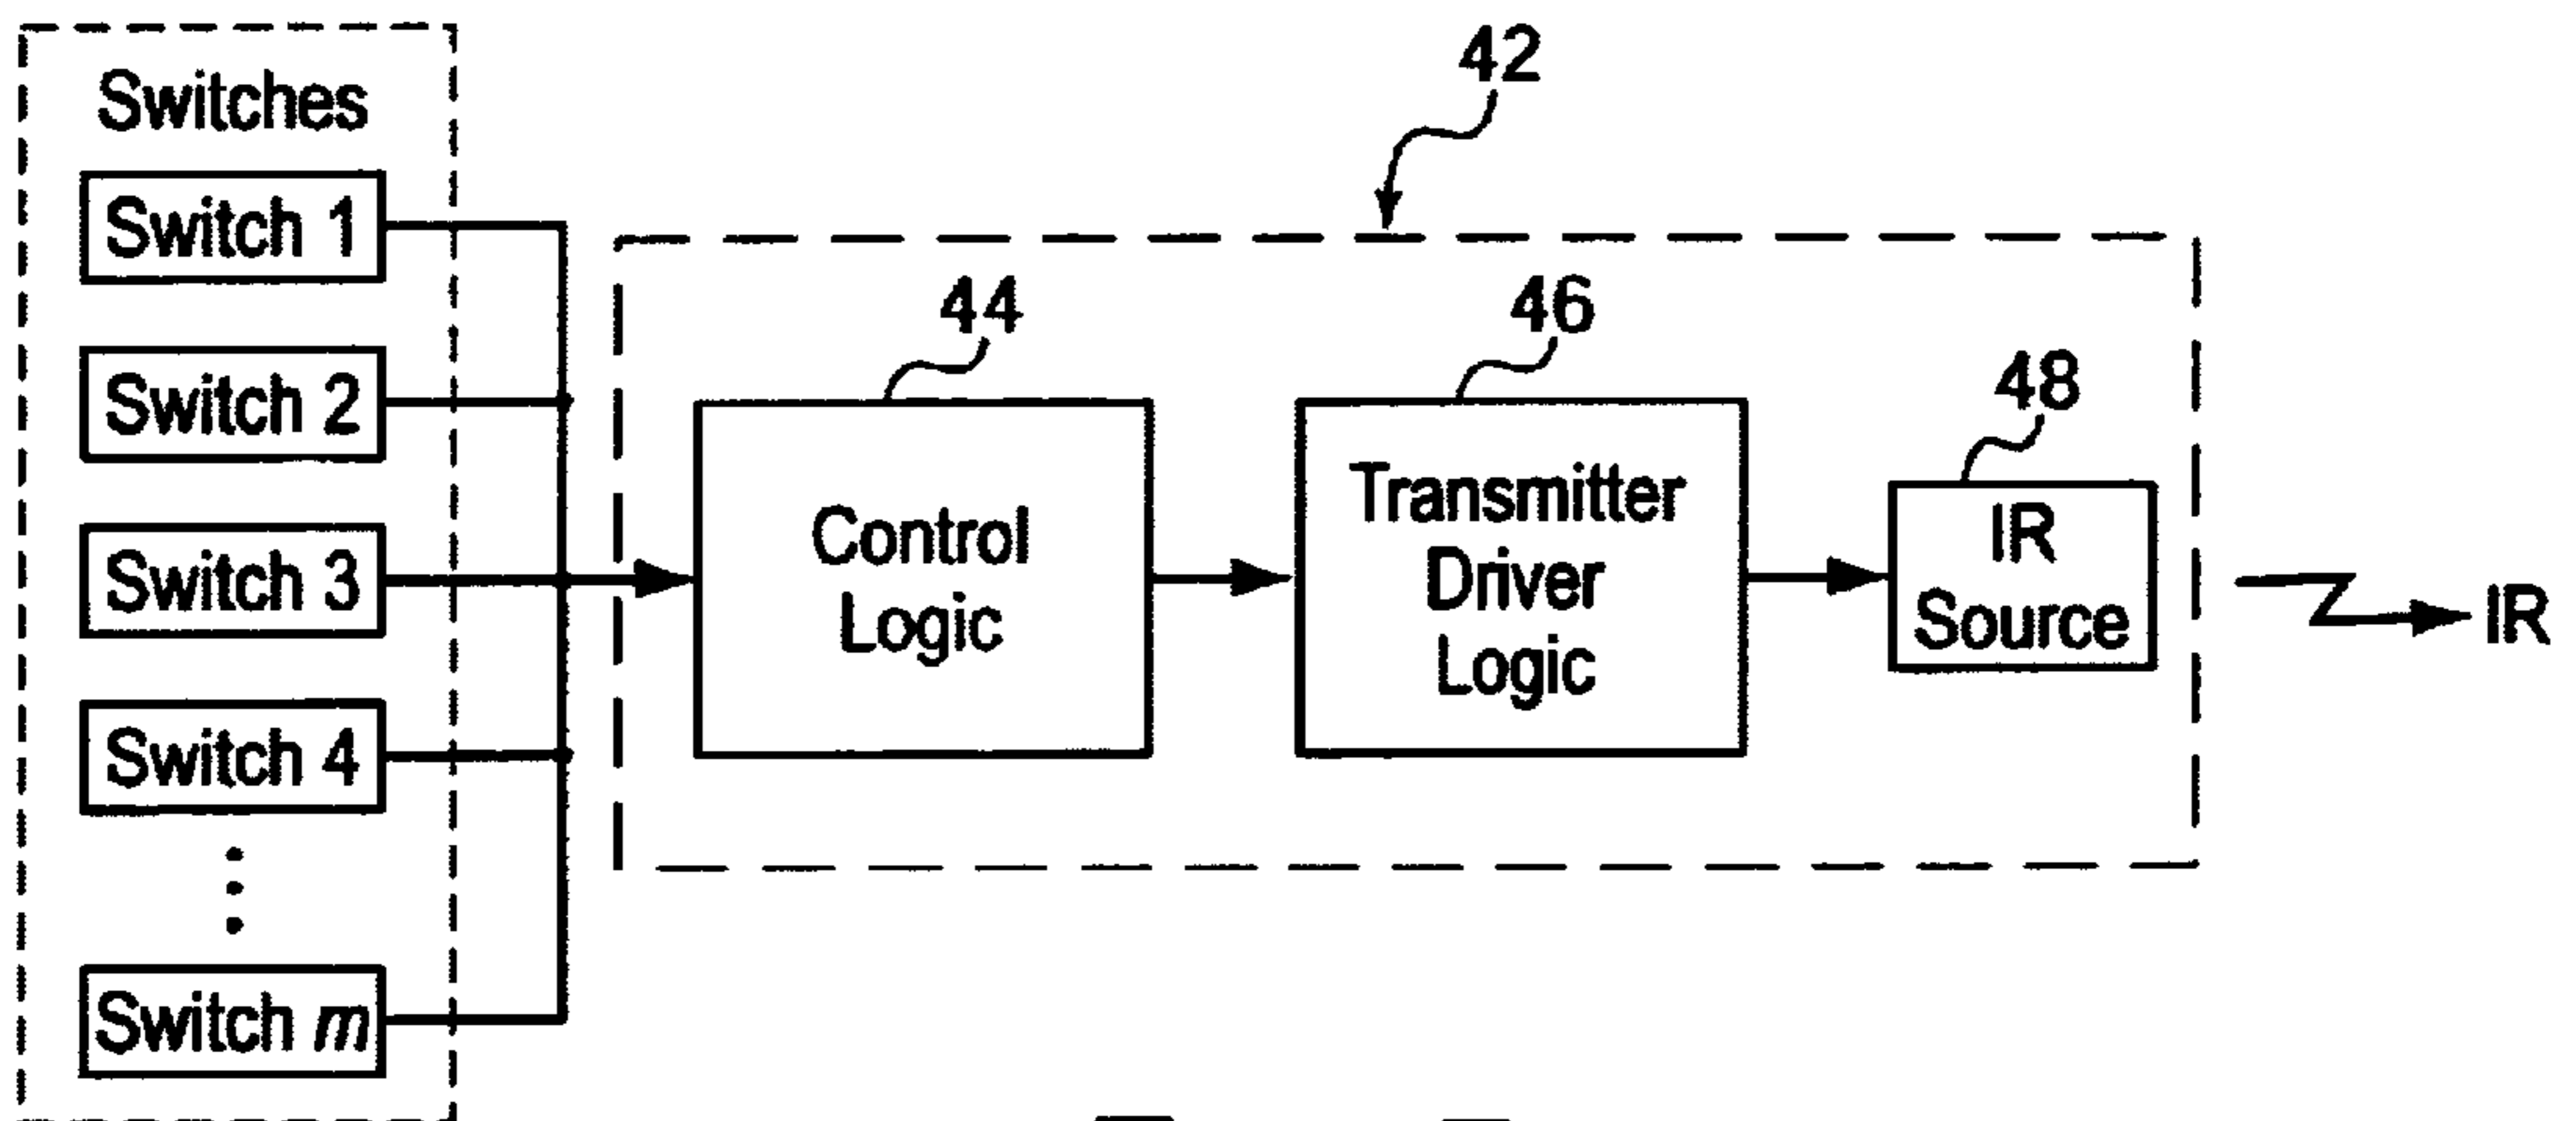 Switches
Switch 1
Switch 2
Switch 3
Switch 4
Switch m
42
44
Control
Logic
46
Transmitter
Driver
Logic
48
IR
Source
IR